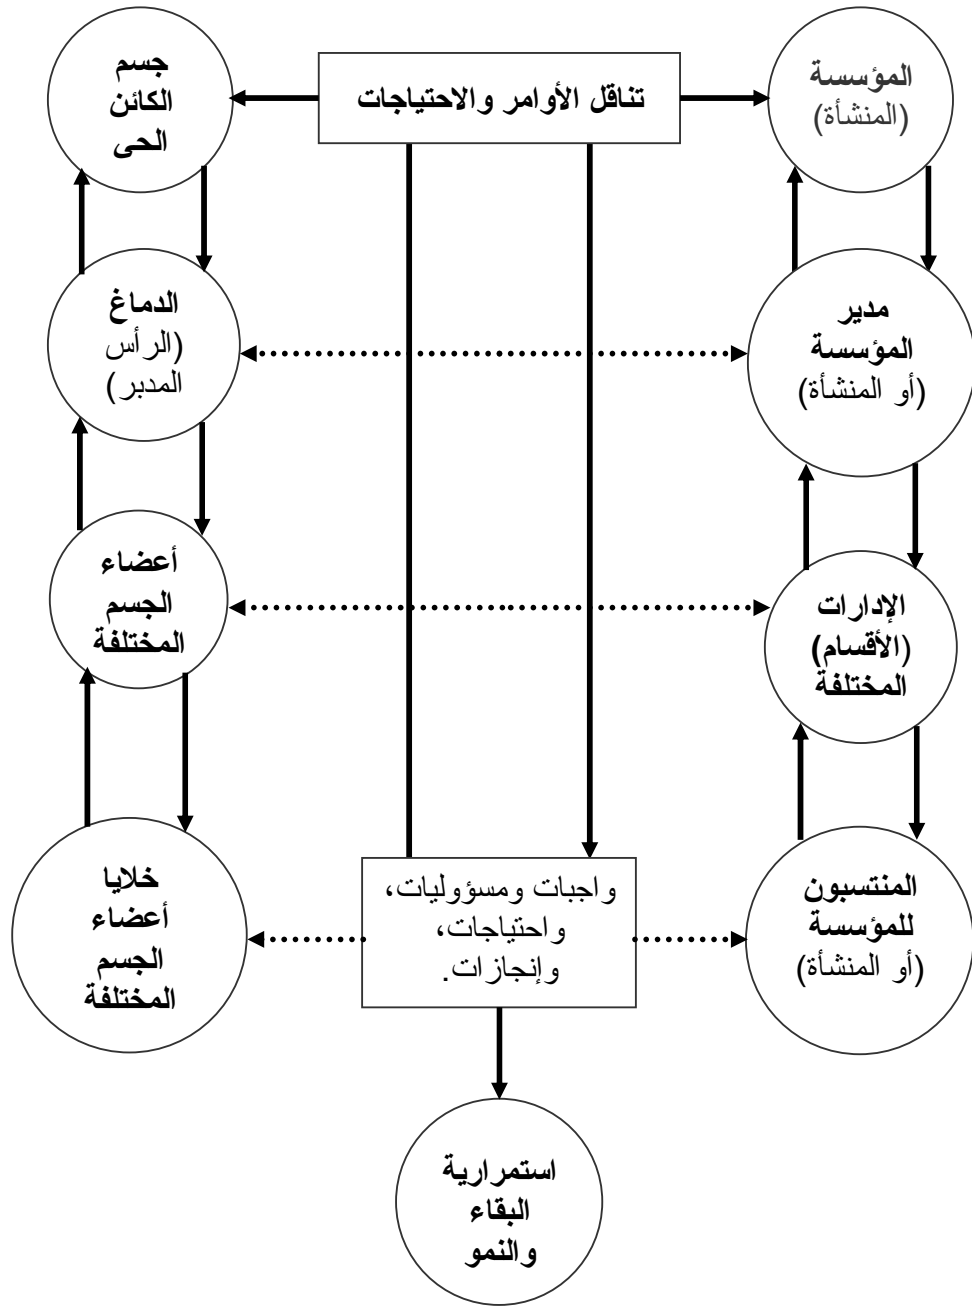 المؤسسة
(المنشأة)
تناقل الأوامر والاحتياجات
جسم
الكائن
الحى
مدير
المؤسسة
(أو المنشأة)
الدماغ
(الرأس
المدبر)
الإدارات
(الأقسام)
المختلفة
أعضاء
الجسم
المختلفة
المنتسبون
للمؤسسة
(أو المنشأة)
واجبات ومسؤوليات،
واحتياجات،
وإنجازات.
خلايا
أعضاء
الجسم
المختلفة
استمرارية
البقاء
والنمو